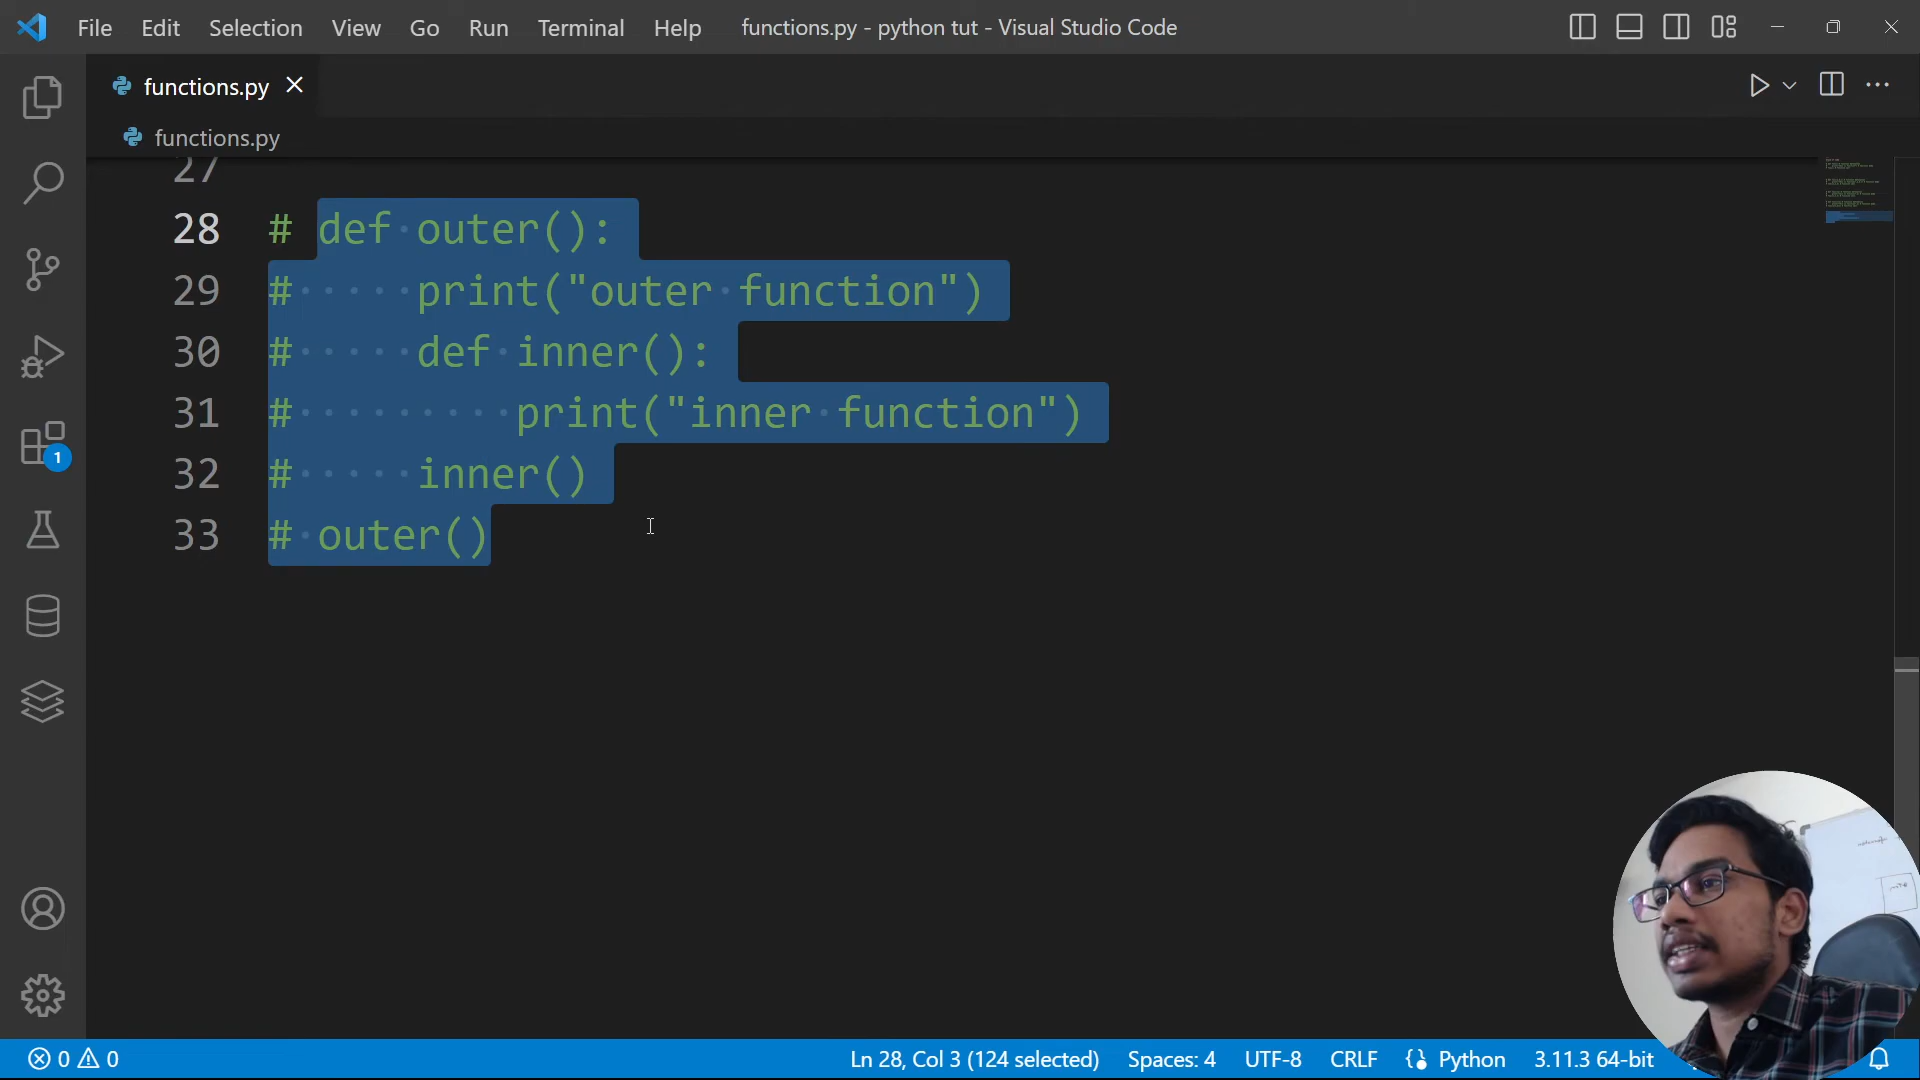 File Edit Selection View Go Run Terminal Help functions.py - python tut - Visual Studio Code
functions.py
functions.py
27
28 # def outer():
29 #     print("outer function")
30 #     def inner():
31 #         print("inner function")
32 #     inner()
33 # outer()
1
0 0 Ln 28, Col 3 (124 selected) Spaces: 4 UTF-8 CRLF Python 3.11.3 64-bit